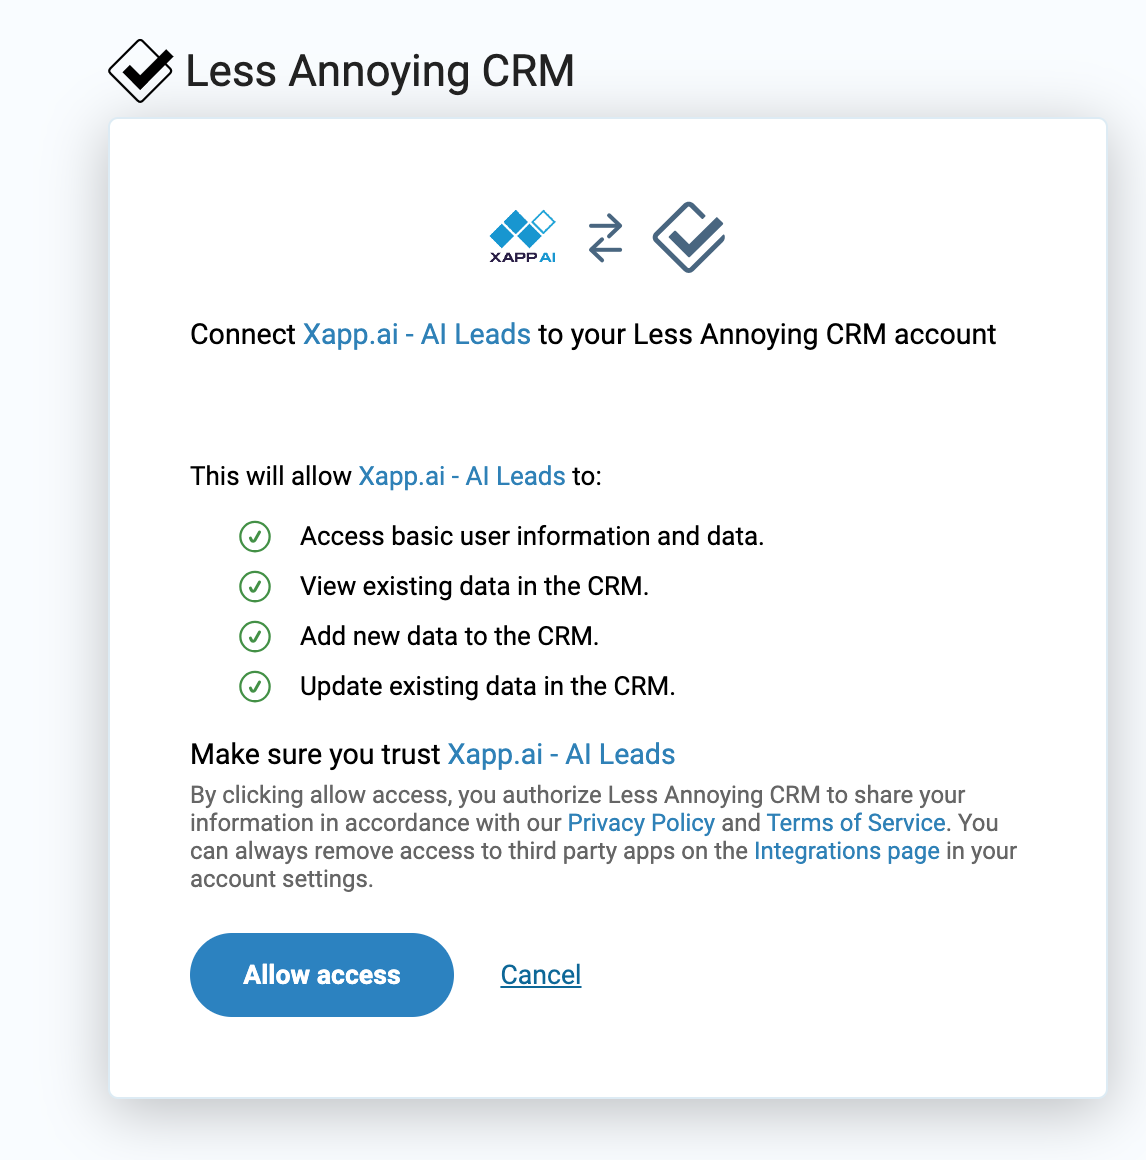 Less Annoying CRM
XAPP AI
Connect Xapp.ai - AI Leads to your Less Annoying CRM account
This will allow Xapp.ai - AI Leads to:
Access basic user information and data.
View existing data in the CRM.
Add new data to the CRM.
Update existing data in the CRM.
Make sure you trust Xapp.ai - AI Leads
By clicking allow access, you authorize Less Annoying CRM to share your
information in accordance with our Privacy Policy and Terms of Service. You
can always remove access to third party apps on the Integrations page in your
account settings.
Allow access Cancel